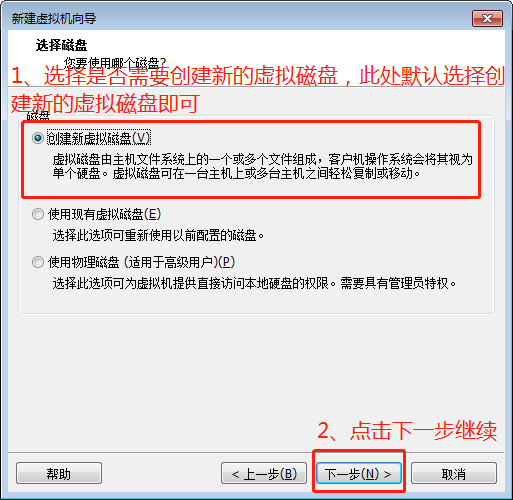 新建虚拟机向导
选择磁盘
您要使用哪个磁盘?
1、选择是否需要创建新的虚拟磁盘，此处默认选择创
建新的虚拟磁盘即可
磁盘
创建新虚拟磁盘(V)
虚拟磁盘由主机文件系统上的一个或多个文件组成，客户机操作系统会将其视为
单个硬盘。虚拟磁盘可在一台主机上或多台主机之间轻松复制或移动。
使用现有虚拟磁盘(E)
选择此选项可重新使用以前配置的磁盘。
使用物理磁盘 (适用于高级用户)(P)
选择此选项可为虚拟机提供直接访问本地硬盘的权限。需要具有管理员特权。
2、点击下一步继续
帮助
< 上一步(B)
下一步(N) >
取消